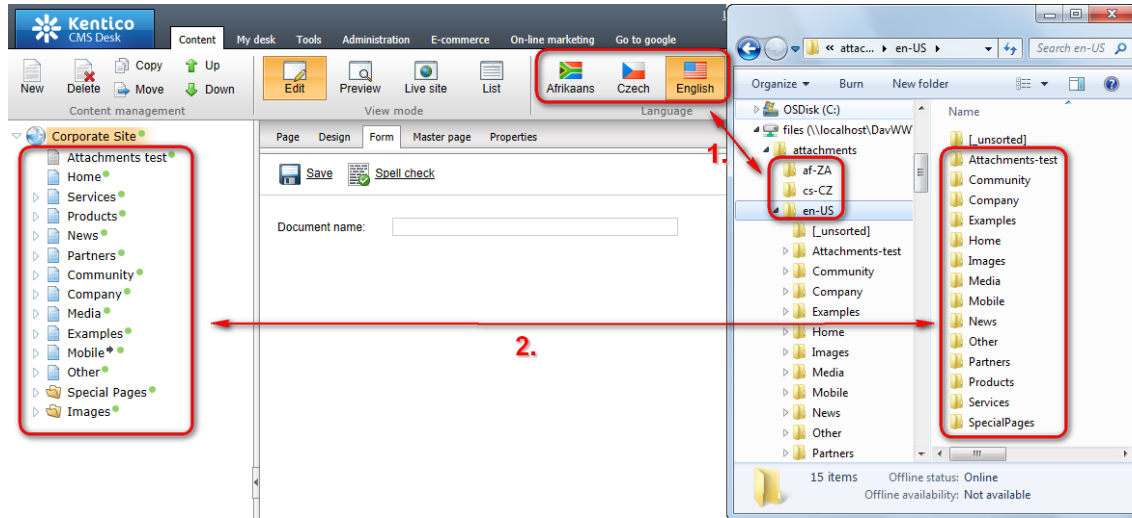 Kentico
CMS Desk
Content My desk Tools Administration E-commerce On-line marketing Go to google
New Delete Copy Move Up Down
Content management
Edit Preview Live site List
View mode
Afrikaans Czech English
Language
Corporate Site
Attachments test
Home
Services
Products
News
Partners
Community
Company
Media
Examples
Mobile
Other
Special Pages
Images
Page Design Form Master page Properties
Save Spell check
Document name:
1.
2.
« attac... en-US
Search en-US
Organize Burn New folder
OSDisk (C:)
files (\\localhost\DavWW
attachments
af-ZA
cs-CZ
en-US
[_unsorted]
Attachments-test
Community
Company
Examples
Home
Images
Media
Mobile
News
Other
Partners
Name
[_unsorted]
Attachments-test
Community
Company
Examples
Home
Images
Media
Mobile
News
Other
Partners
Products
Services
SpecialPages
15 items Offline status: Online
Offline availability: Not available